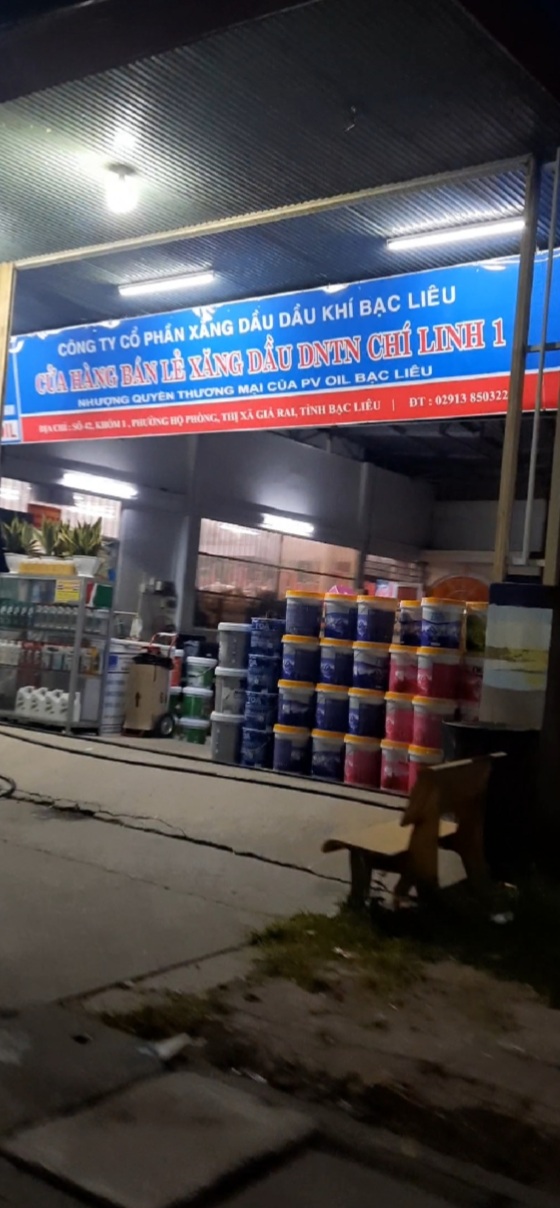 CÔNG TY CỔ PHẦN XĂNG DẦU DẦU KHÍ BẠC LIÊU
CỬA HÀNG BÁN LẺ XĂNG DẦU DNTN CHÍ LINH 1
NHƯỢNG QUYỀN THƯƠNG MẠI CỦA PV OIL BẠC LIÊU
ĐỊA CHỈ: SỐ 42, KHÓM 1, PHƯỜNG HỘ PHÒNG, THỊ XÃ GIÁ RAI, TỈNH BẠC LIÊU | ĐT : 02913 850322